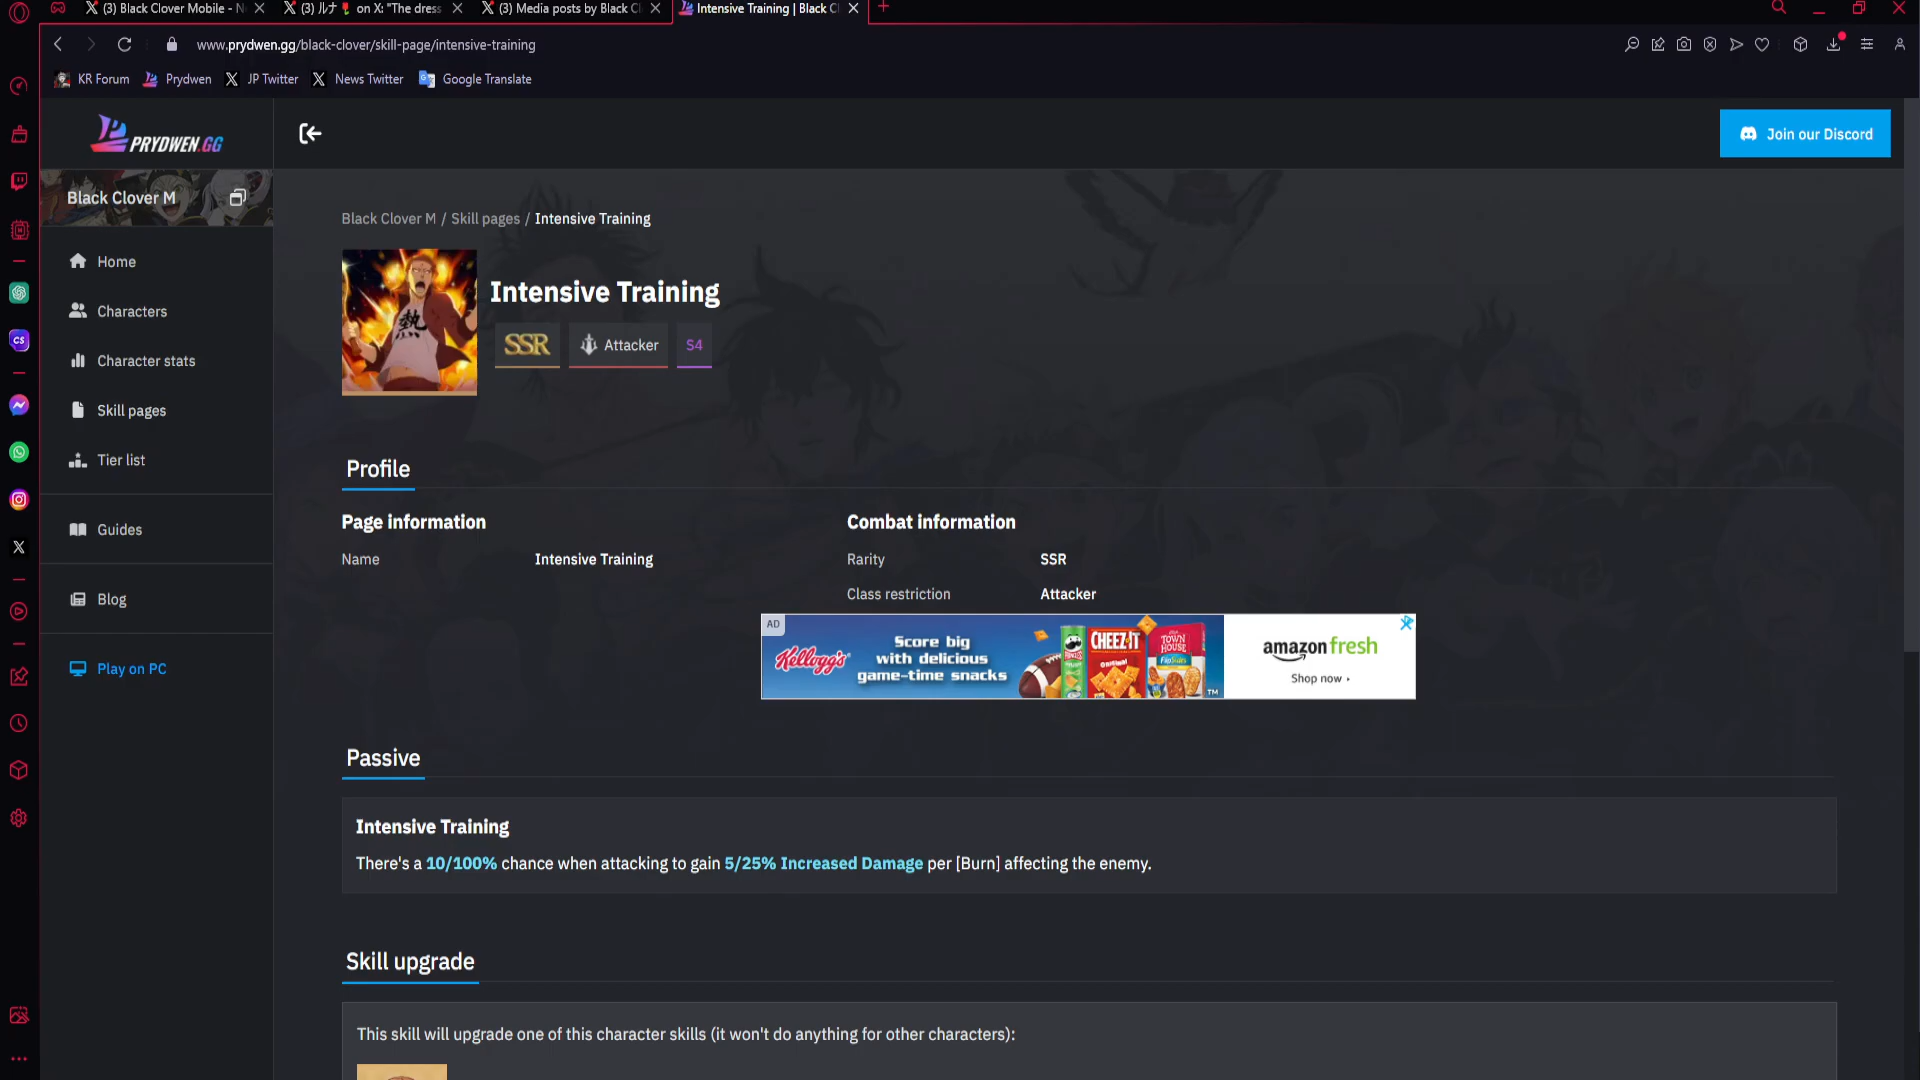 (3) Black Clover Mobile - N
(3) ルナ🌷 on X: "The dress
(3) Media posts by Black C
Intensive Training | Black C
www.prydwen.gg/black-clover/skill-page/intensive-training
KR Forum
Prydwen
JP Twitter
News Twitter
Google Translate
PRYDWEN.GG
Join our Discord
Black Clover M
Home
Characters
Character stats
Skill pages
Tier list
Guides
Blog
Play on PC
Black Clover M / Skill pages / Intensive Training
熱
Intensive Training
SSR
Attacker
S4
Profile
Page information
Name
Intensive Training
Combat information
Rarity
SSR
Class restriction
Attacker
AD
Kellogg's
Score big
with delicious
game-time snacks
CHEEZ-IT
Original
TOWN
HOUSE
FlipSides
TM
amazon fresh
Shop now
Passive
Intensive Training
There's a 10/100% chance when attacking to gain 5/25% Increased Damage per [Burn] affecting the enemy.
Skill upgrade
This skill will upgrade one of this character skills (it won't do anything for other characters):
CS